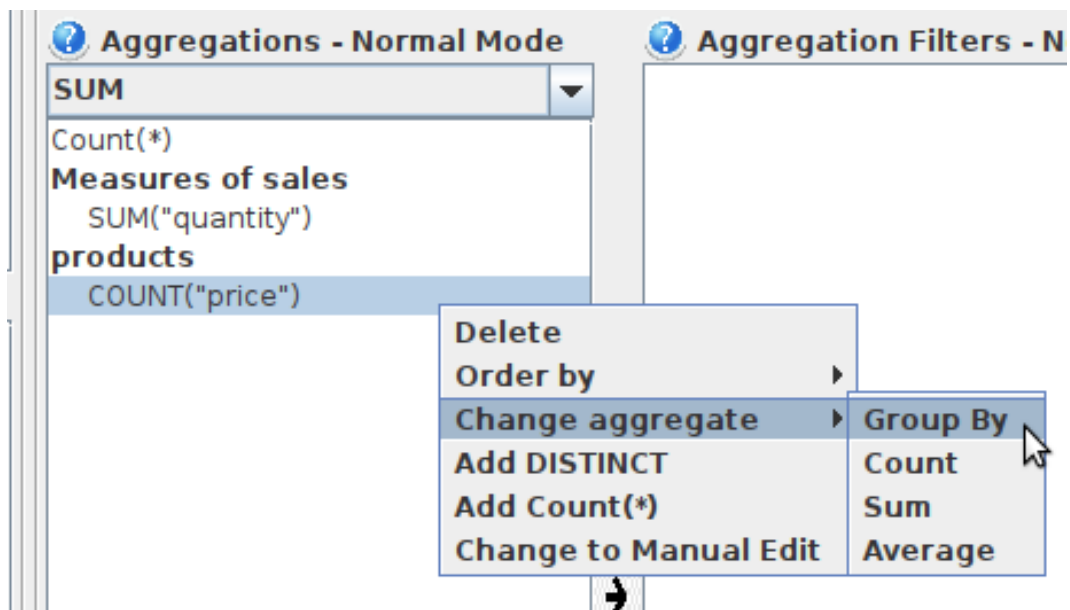 Aggregations - Normal Mode
Aggregation Filters - N
SUM
Count(*)
Measures of sales
SUM("quantity")
products
COUNT("price")
Delete
Order by
Change aggregate
Add DISTINCT
Add Count(*)
Change to Manual Edit
Group By
Count
Sum
Average